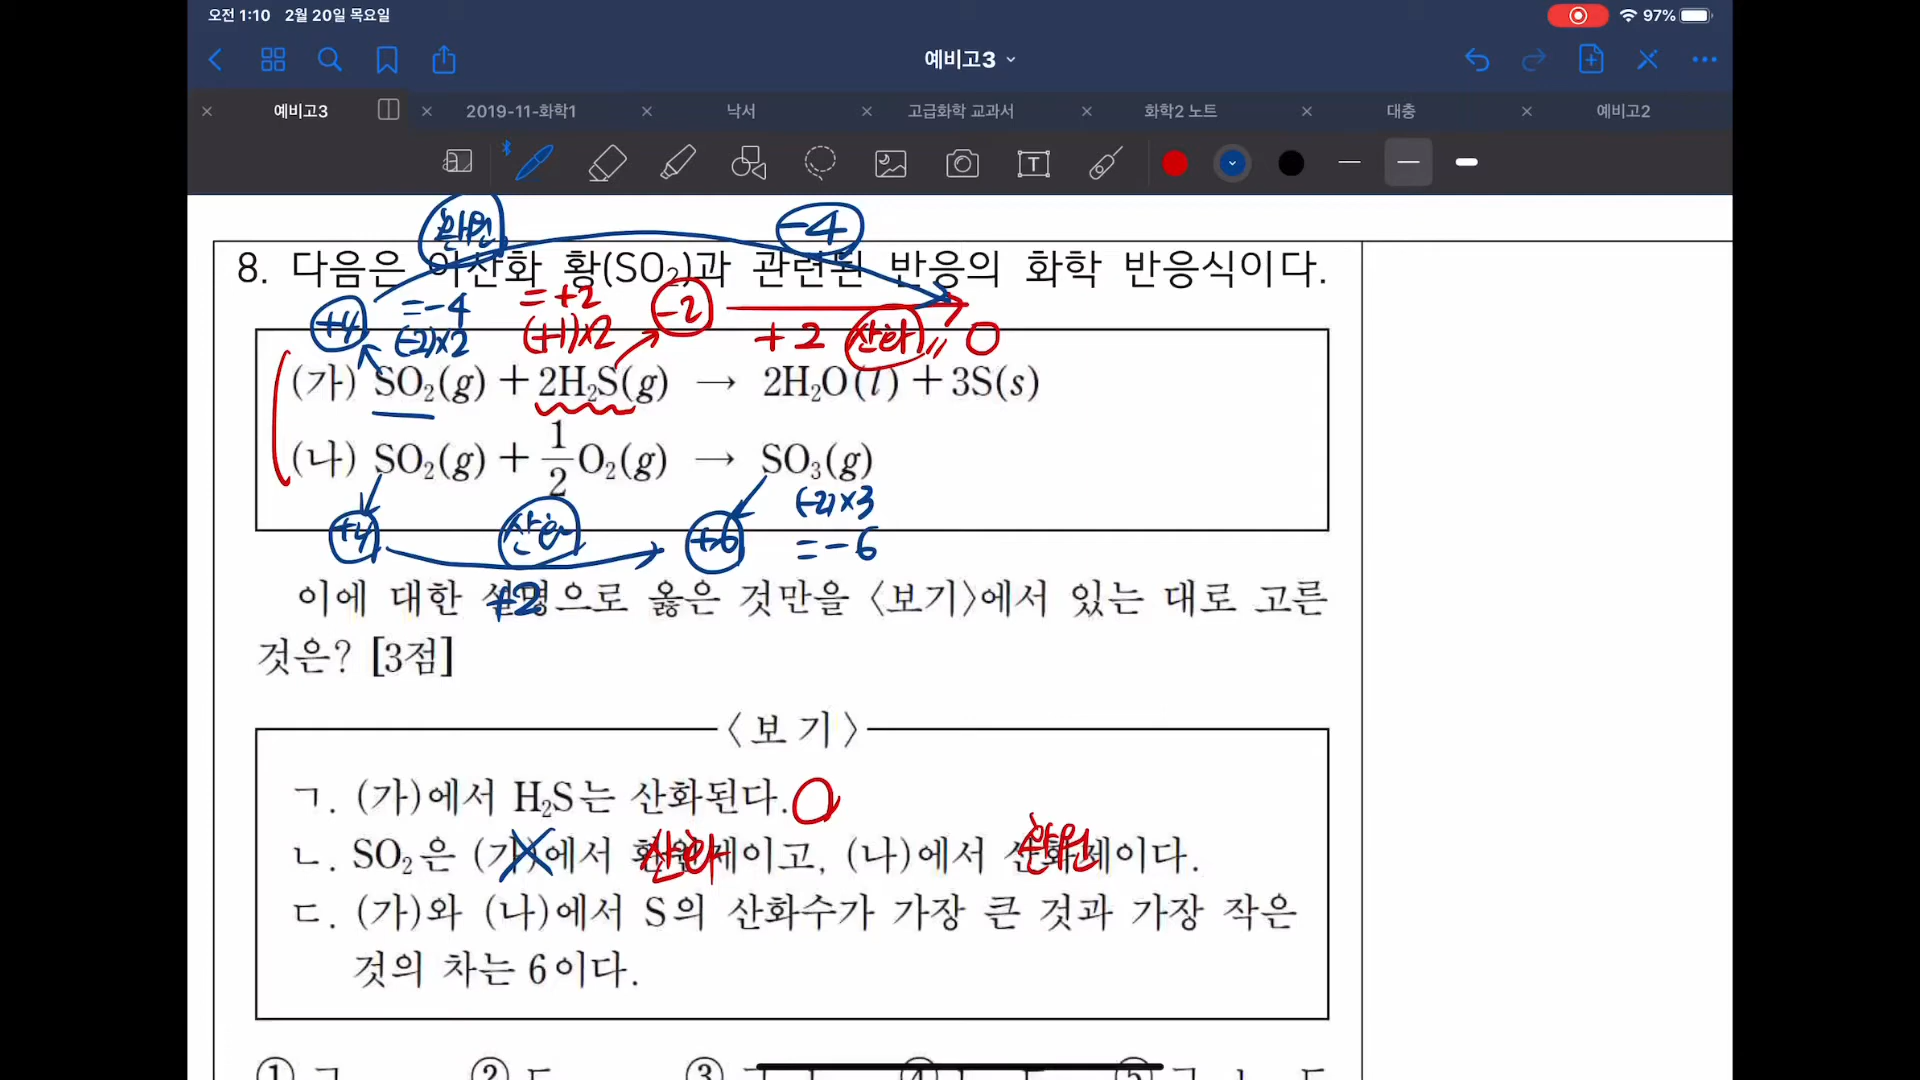 오전 1:10 2월 20일 목요일
97%
예비고3
예비고3
2019-11-화학1
낙서
고급화학 교과서
화학2 노트
대충
예비고2
환원
-4
8. 다음은 이산화 황(SO₂)과 관련된 반응의 화학 반응식이다.
+4
=-4
(-2)×2
=+2
(+1)×2
-2
+2
산화
0
(가) SO₂(g) + 2H₂S(g) → 2H₂O(l) + 3S(s)
(나) SO₂(g) + 1/2 O₂(g) → SO₃(g)
+4
산화
+6
(-2)×3
=-6
+2
이에 대한 설명으로 옳은 것만을 〈보기〉에서 있는 대로 고른
것은? [3점]
〈보 기〉
ㄱ. (가)에서 H₂S는 산화된다. O
ㄴ. SO₂은 (가)에서 환원제이고, (나)에서 산화제이다.
산화
환원
ㄷ. (가)와 (나)에서 S의 산화수가 가장 큰 것과 가장 작은
것의 차는 6이다.
① ㄱ ② ㄷ ③ ④ ⑤